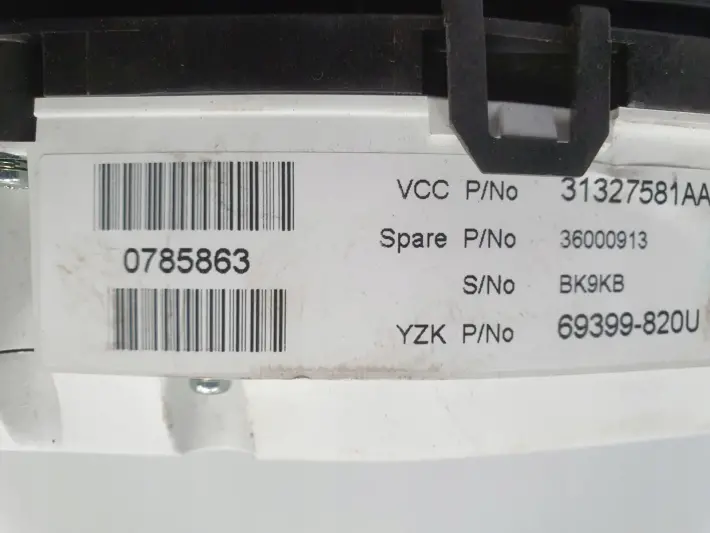 0785863
VCC P/No 31327581AA
Spare P/No 36000913
S/No BK9KB
YZK P/No 69399-820U